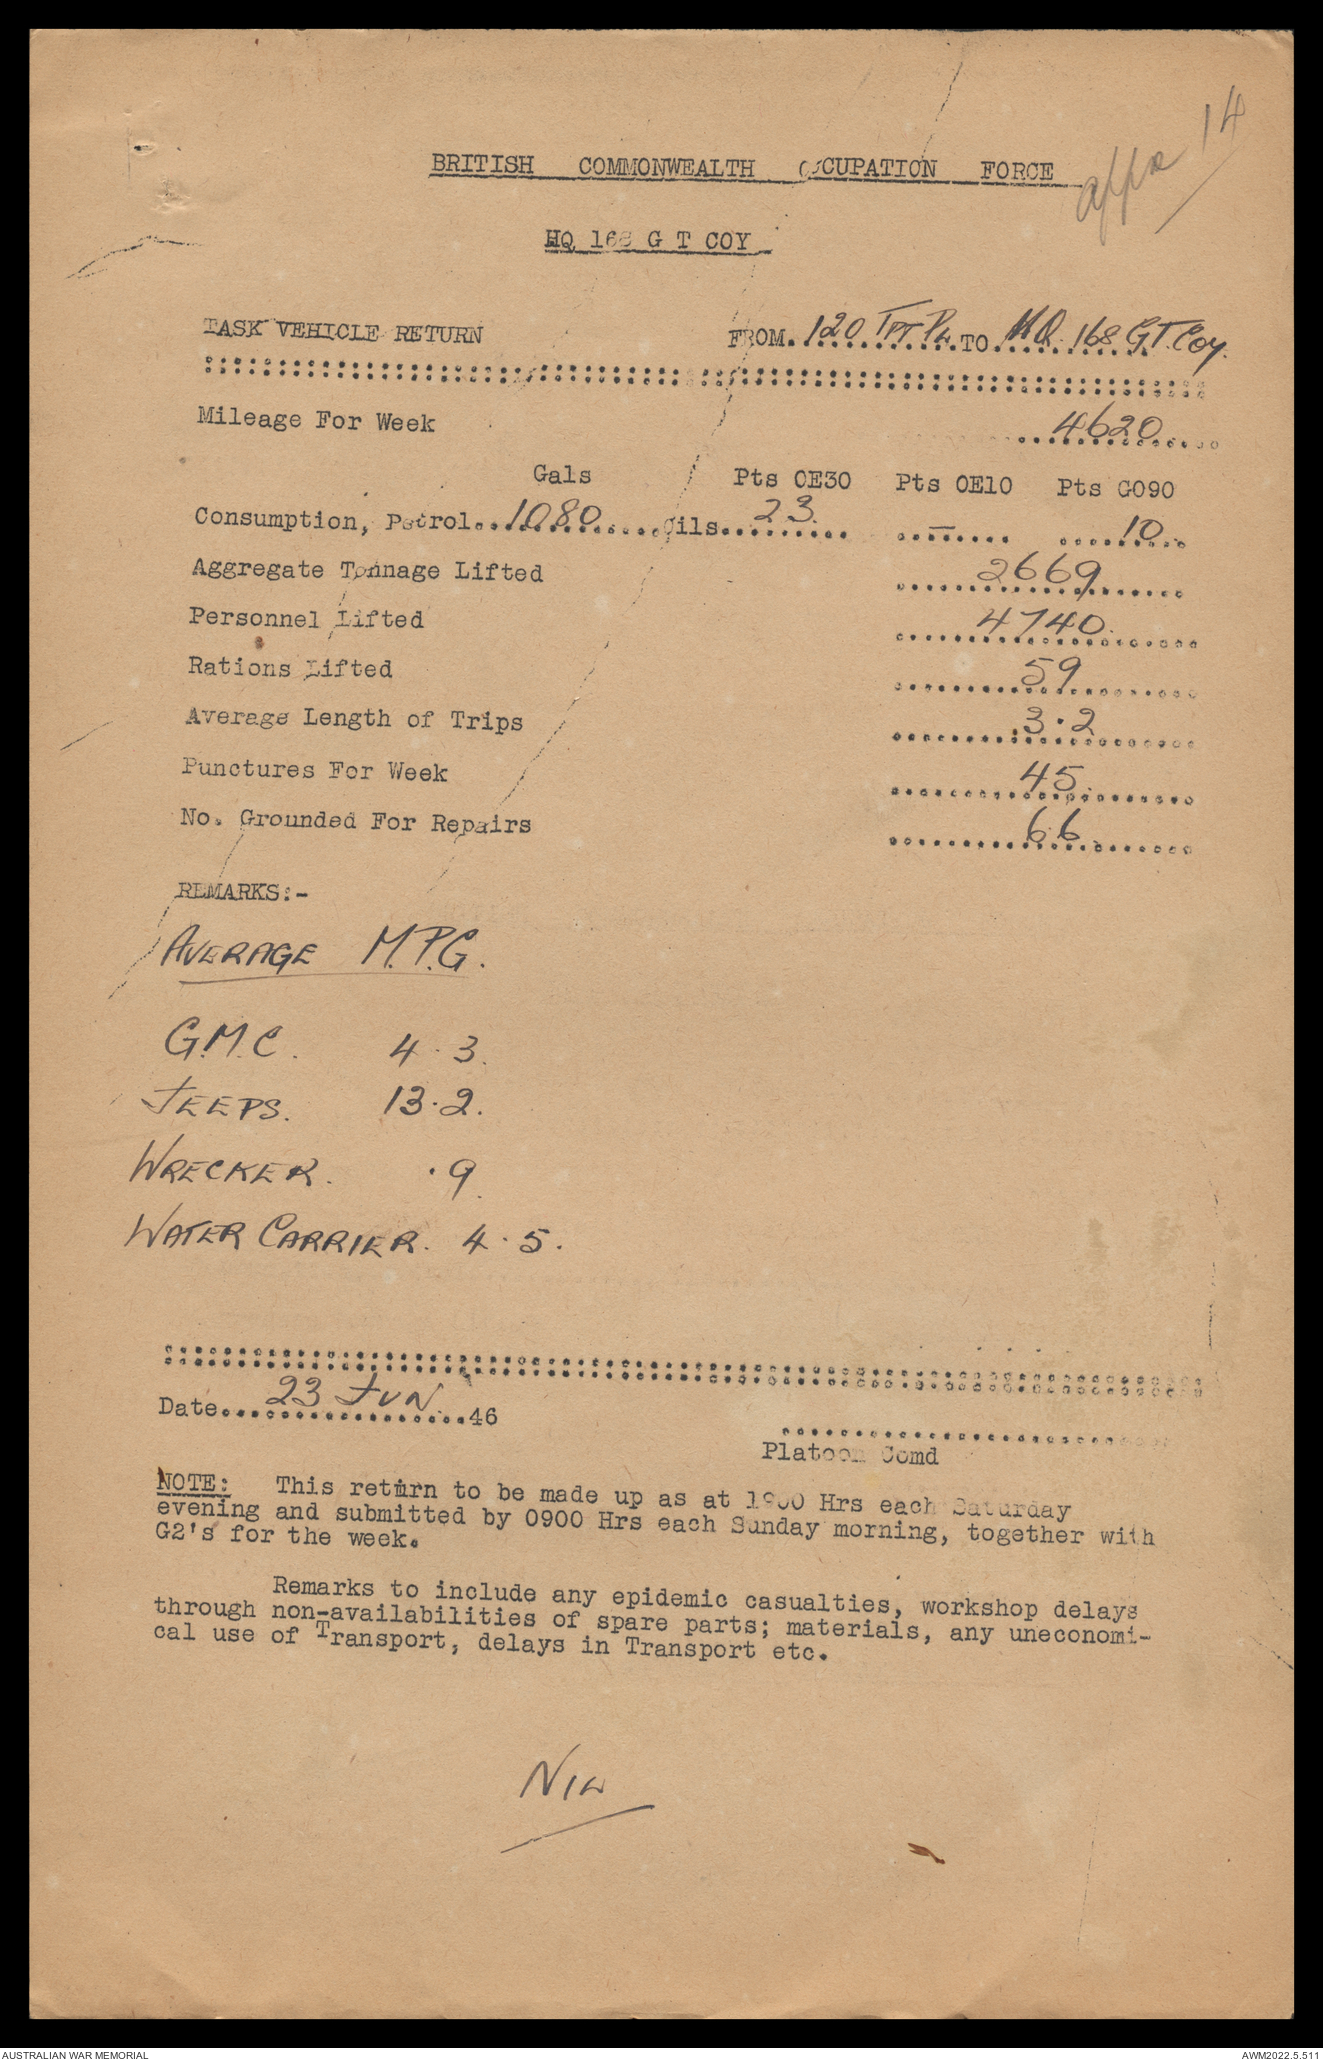 appx 14
BRITISH COMMONWEALTH OCCUPATION FORCE
HQ 168 G T COY
TASK VEHICLE RETURN FROM. 120 TPT PL. TO HQ. 168 G.T. Coy.
Mileage For Week 4620
Gals Pts OE30 Pts OE10 Pts GO90
Consumption, Petrol. 1080 Oils. 23. — 10
Aggregate Tonnage Lifted 2669
Personnel Lifted 4740.
Rations Lifted 59
Average Length of Trips 3.2
Punctures For Week 45
No. Grounded For Repairs 66
REMARKS:-
AVERAGE M.P.G.
G.M.C. 4.3.
JEEPS. 13.2.
WRECKER. .9.
WATER CARRIER. 4.5.
Date 23 JUN 46
Platoon Comd
NOTE: This return to be made up as at 1900 Hrs each Saturday
evening and submitted by 0900 Hrs each Sunday morning, together with
G2's for the week.
Remarks to include any epidemic casualties, workshop delays
through non-availabilities of spare parts; materials, any uneconomi-
cal use of Transport, delays in Transport etc.
NIL
AUSTRALIAN WAR MEMORIAL AWM2022.5.511